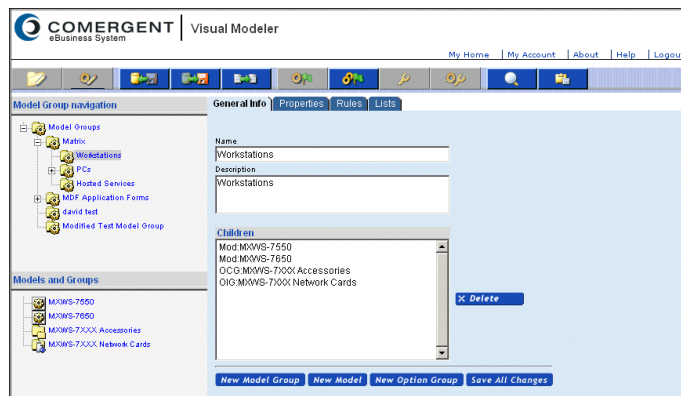 COMERGENT
eBusiness System
Visual Modeler
My Home | My Account | About | Help | Logou
Model Group navigation
Model Groups
Matrix
Workstations
PCs
Hosted Services
MDF Application Forms
david test
Modified Test Model Group
Models and Groups
MXWS-7550
MXWS-7650
MXWS-7XXX Accessories
MXWS-7XXX Network Cards
General Info Properties Rules Lists
Name
Workstations
Description
Workstations
Children
Mod:MXWS-7550
Mod:MXWS-7650
OCG:MXWS-7XXX Accessories
OIG:MXWS-7XXX Network Cards
X Delete
New Model Group New Model New Option Group Save All Changes